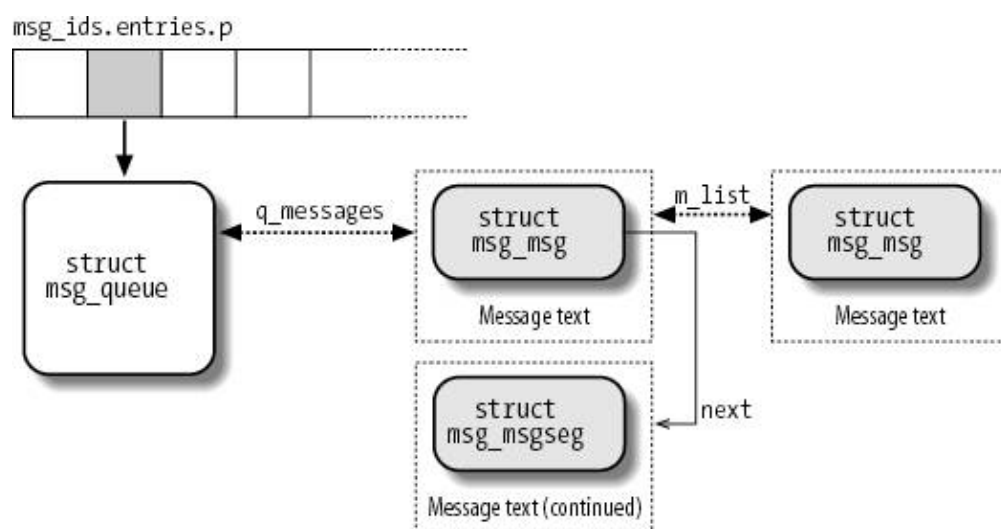 msg_ids.entries.p
q_messages
struct
msg_queue
struct
msg_msg
Message text
m_list
struct
msg_msg
Message text
next
struct
msg_msgseg
Message text (continued)